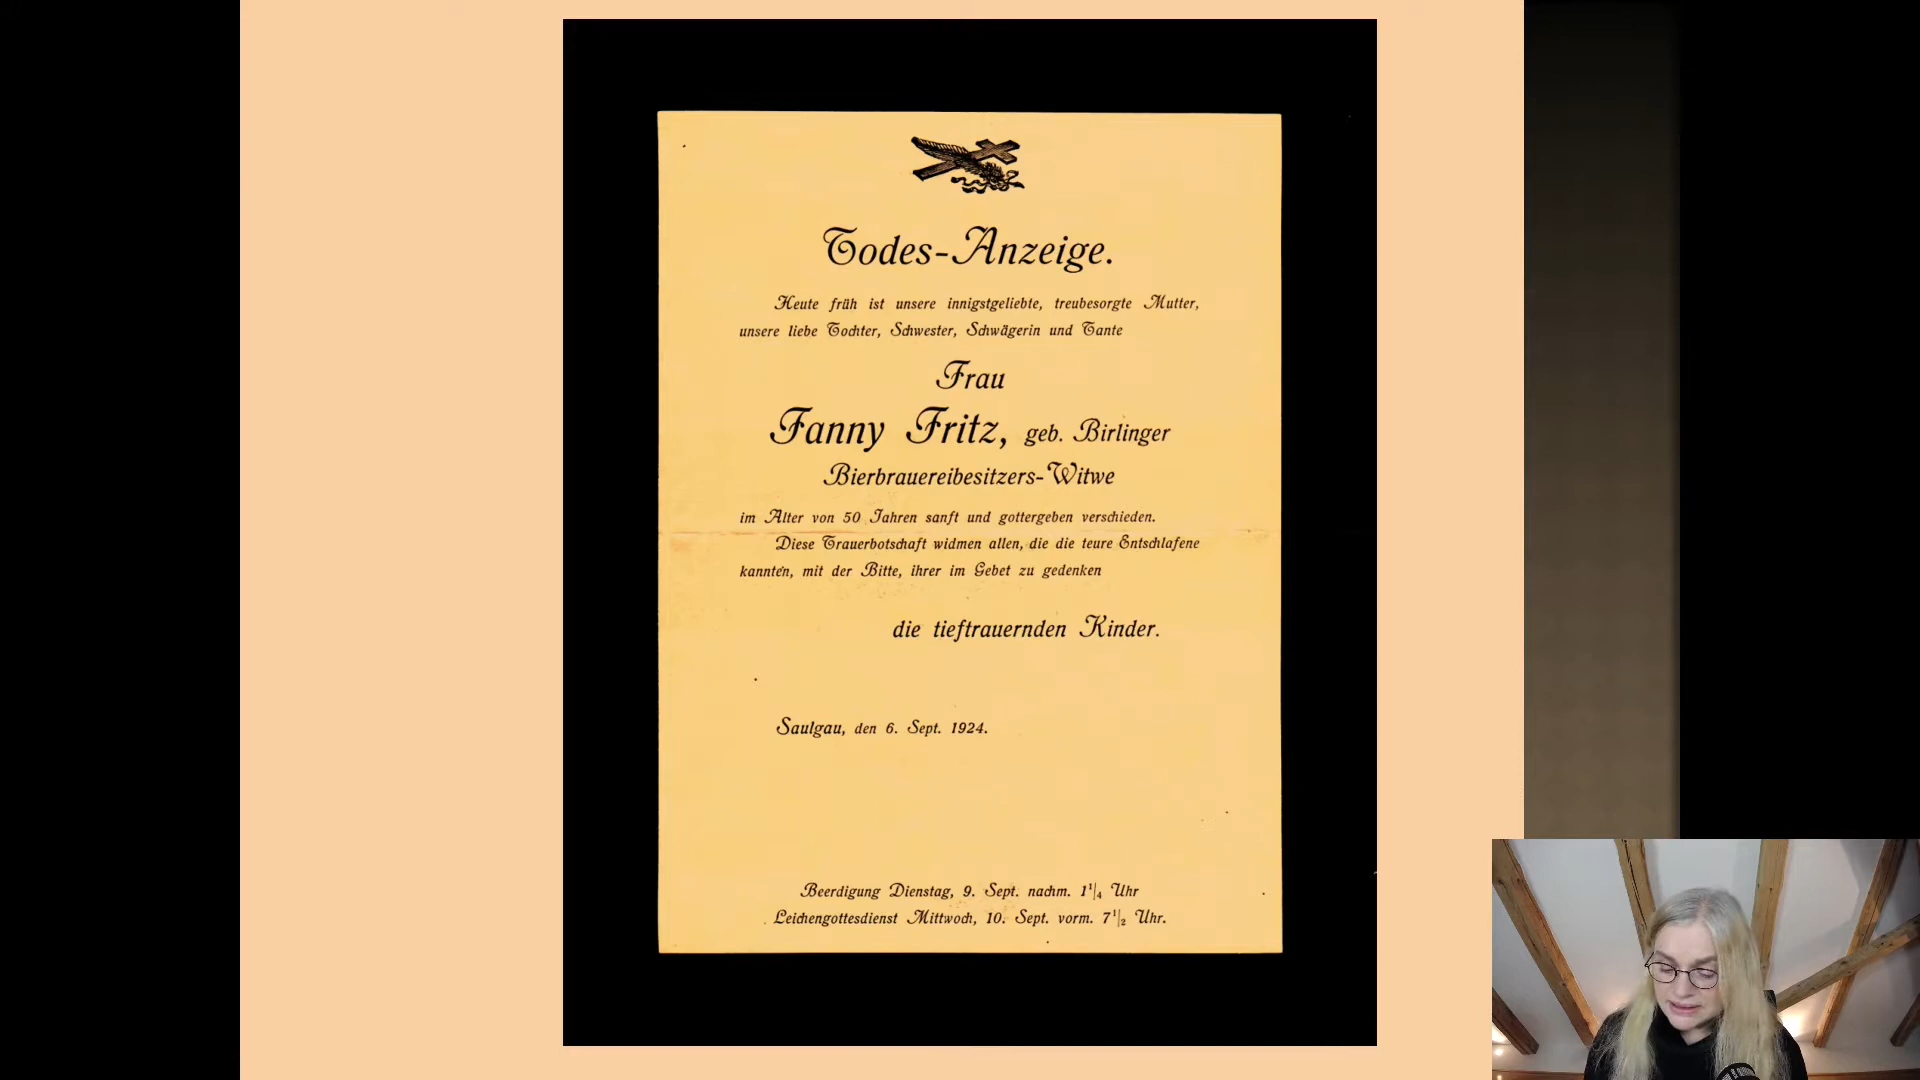 Todes-Anzeige.
Heute früh ist unsere innigstgeliebte, treubesorgte Mutter,
unsere liebe Tochter, Schwester, Schwägerin und Tante
Frau
Fanny Fritz, geb. Birlinger
Bierbrauereibesitzers-Witwe
im Alter von 50 Jahren sanft und gottergeben verschieden.
Diese Trauerbotschaft widmen allen, die die teure Entschlafene
kannten, mit der Bitte, ihrer im Gebet zu gedenken
die tieftrauernden Kinder.
Saulgau, den 6. Sept. 1924.
Beerdigung Dienstag, 9. Sept. nachm. 1¹|₄ Uhr
Leichengottesdienst Mittwoch, 10. Sept. vorm. 7¹|₂ Uhr.